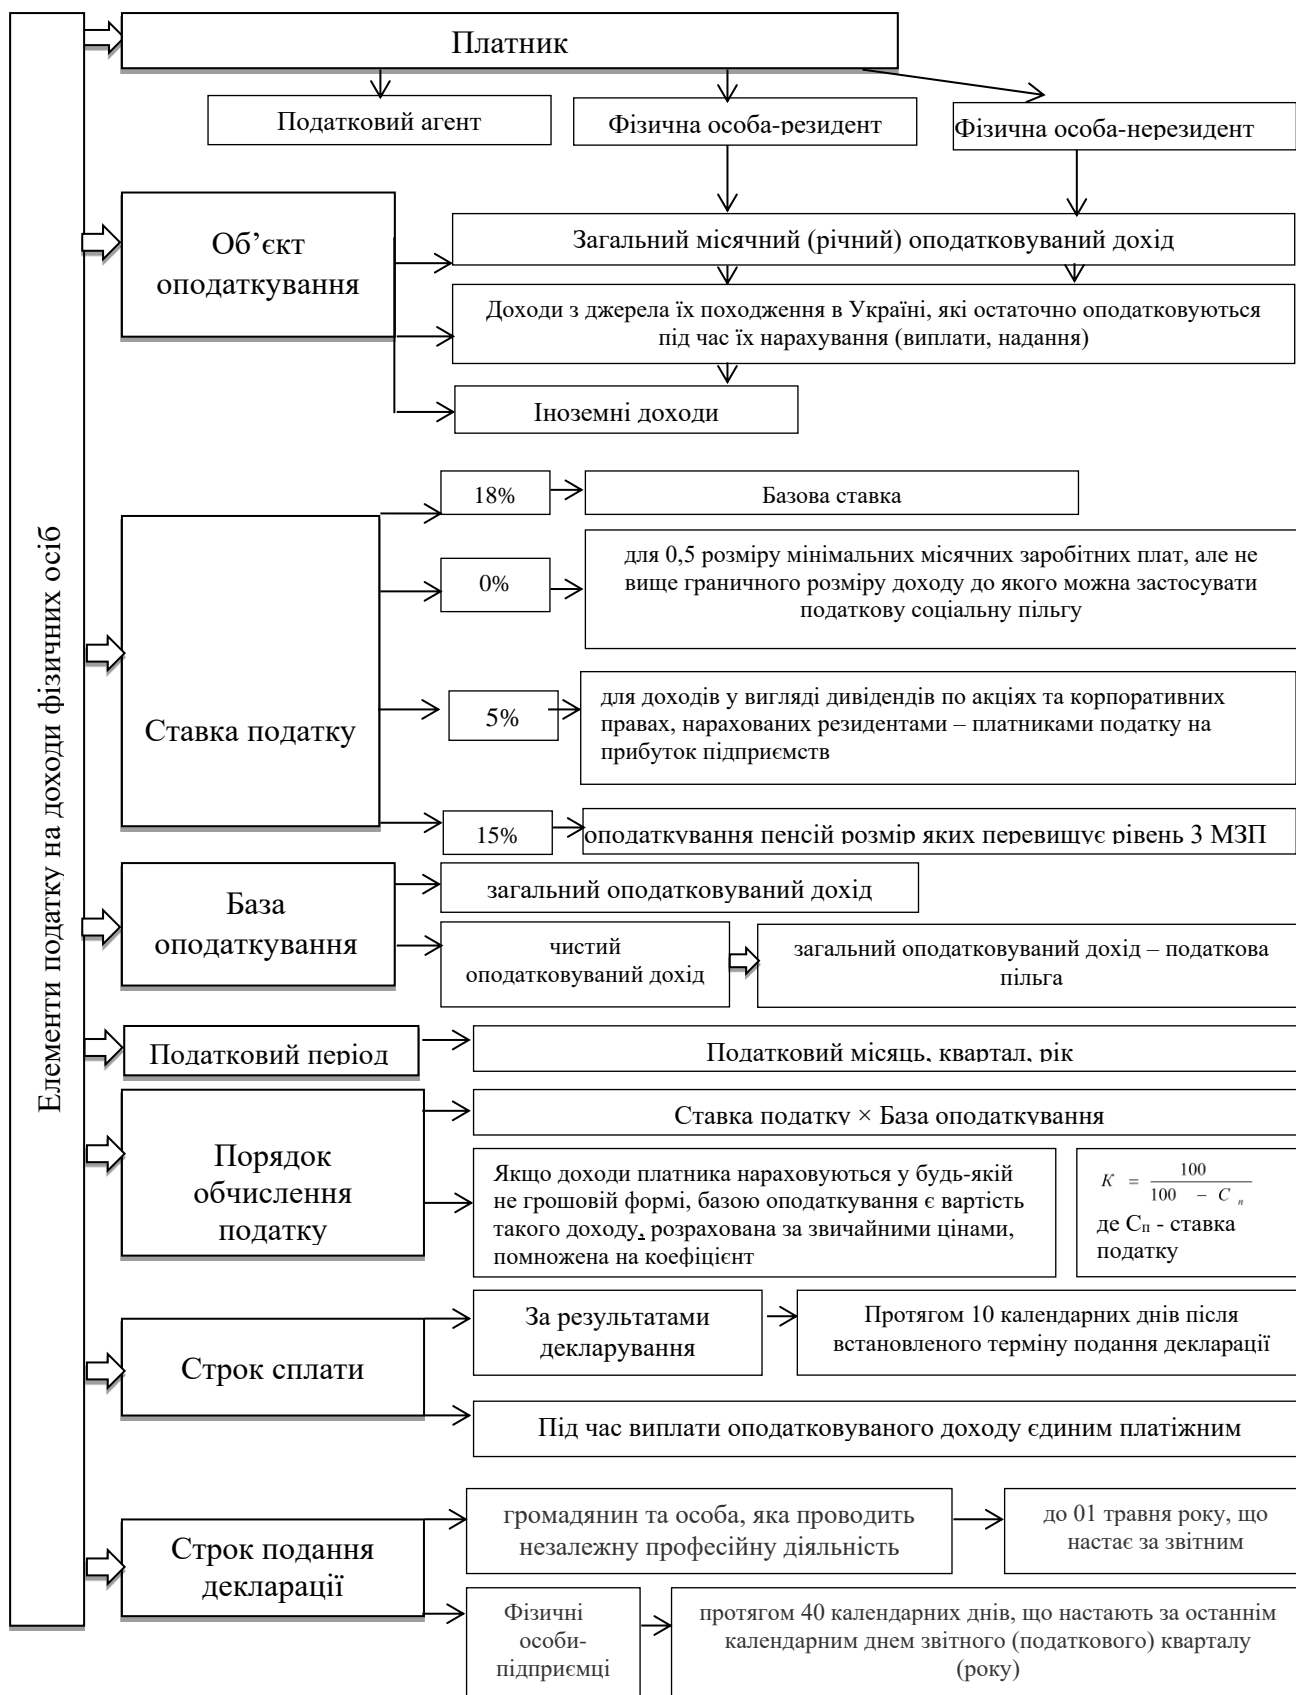 Елементи податку на доходи фізичних осіб
Платник
Податковий агент
Фізична особа-резидент
Фізична особа-нерезидент
Об’єкт
оподаткування
Загальний місячний (річний) оподатковуваний дохід
Доходи з джерела їх походження в Україні, які остаточно оподатковуються
під час їх нарахування (виплати, надання)
Іноземні доходи
Ставка податку
18%
Базова ставка
0%
для 0,5 розміру мінімальних місячних заробітних плат, але не
вище граничного розміру доходу до якого можна застосувати
податкову соціальну пільгу
5%
для доходів у вигляді дивідендів по акціях та корпоративних
правах, нарахованих резидентами – платниками податку на
прибуток підприємств
15%
оподаткування пенсій розмір яких перевищує рівень 3 МЗП
База
оподаткування
загальний оподатковуваний дохід
чистий
оподатковуваний дохід
загальний оподатковуваний дохід – податкова
пільга
Податковий період
Податковий місяць, квартал, рік
Порядок
обчислення
податку
Ставка податку × База оподаткування
Якщо доходи платника нараховуються у будь-якій
не грошовій формі, базою оподаткування є вартість
такого доходу, розрахована за звичайними цінами,
помножена на коефіцієнт
K = 100 / (100 - C п)
де Cп - ставка
податку
Строк сплати
За результатами
декларування
Протягом 10 календарних днів після
встановленого терміну подання декларації
Під час виплати оподатковуваного доходу єдиним платіжним
Строк подання
декларації
громадянин та особа, яка проводить
незалежну професійну діяльність
до 01 травня року, що
настає за звітним
Фізичні
особи-
підприємці
протягом 40 календарних днів, що настають за останнім
календарним днем звітного (податкового) кварталу
(року)